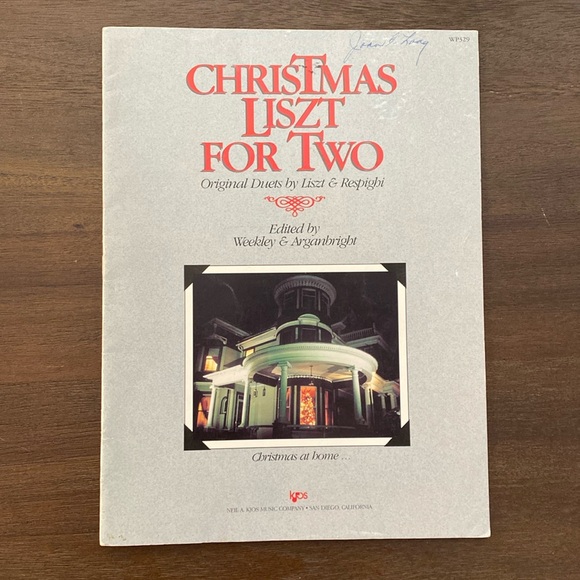 WP329
CHRISTMAS
LISZT
FOR TWO
Original Duets by Liszt & Respighi
Edited by
Weekley & Arganbright
Christmas at home ...
KJOS
NEIL A. KJOS MUSIC COMPANY • SAN DIEGO, CALIFORNIA